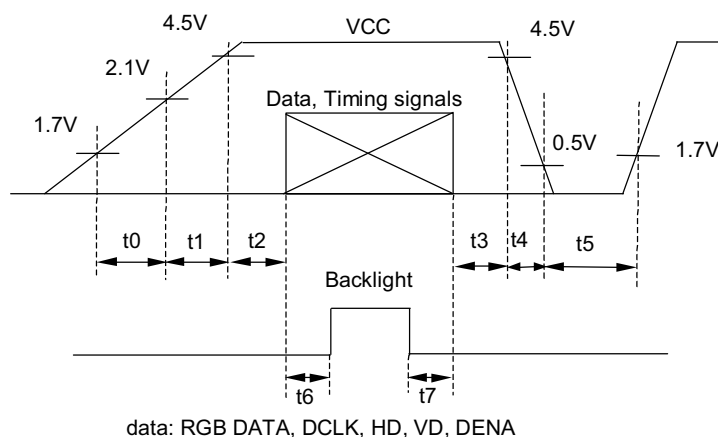 4.5V
VCC
4.5V
2.1V
Data, Timing signals
1.7V
0.5V
1.7V
t0
t1
t2
t3
t4
t5
Backlight
t6
t7
data: RGB DATA, DCLK, HD, VD, DENA